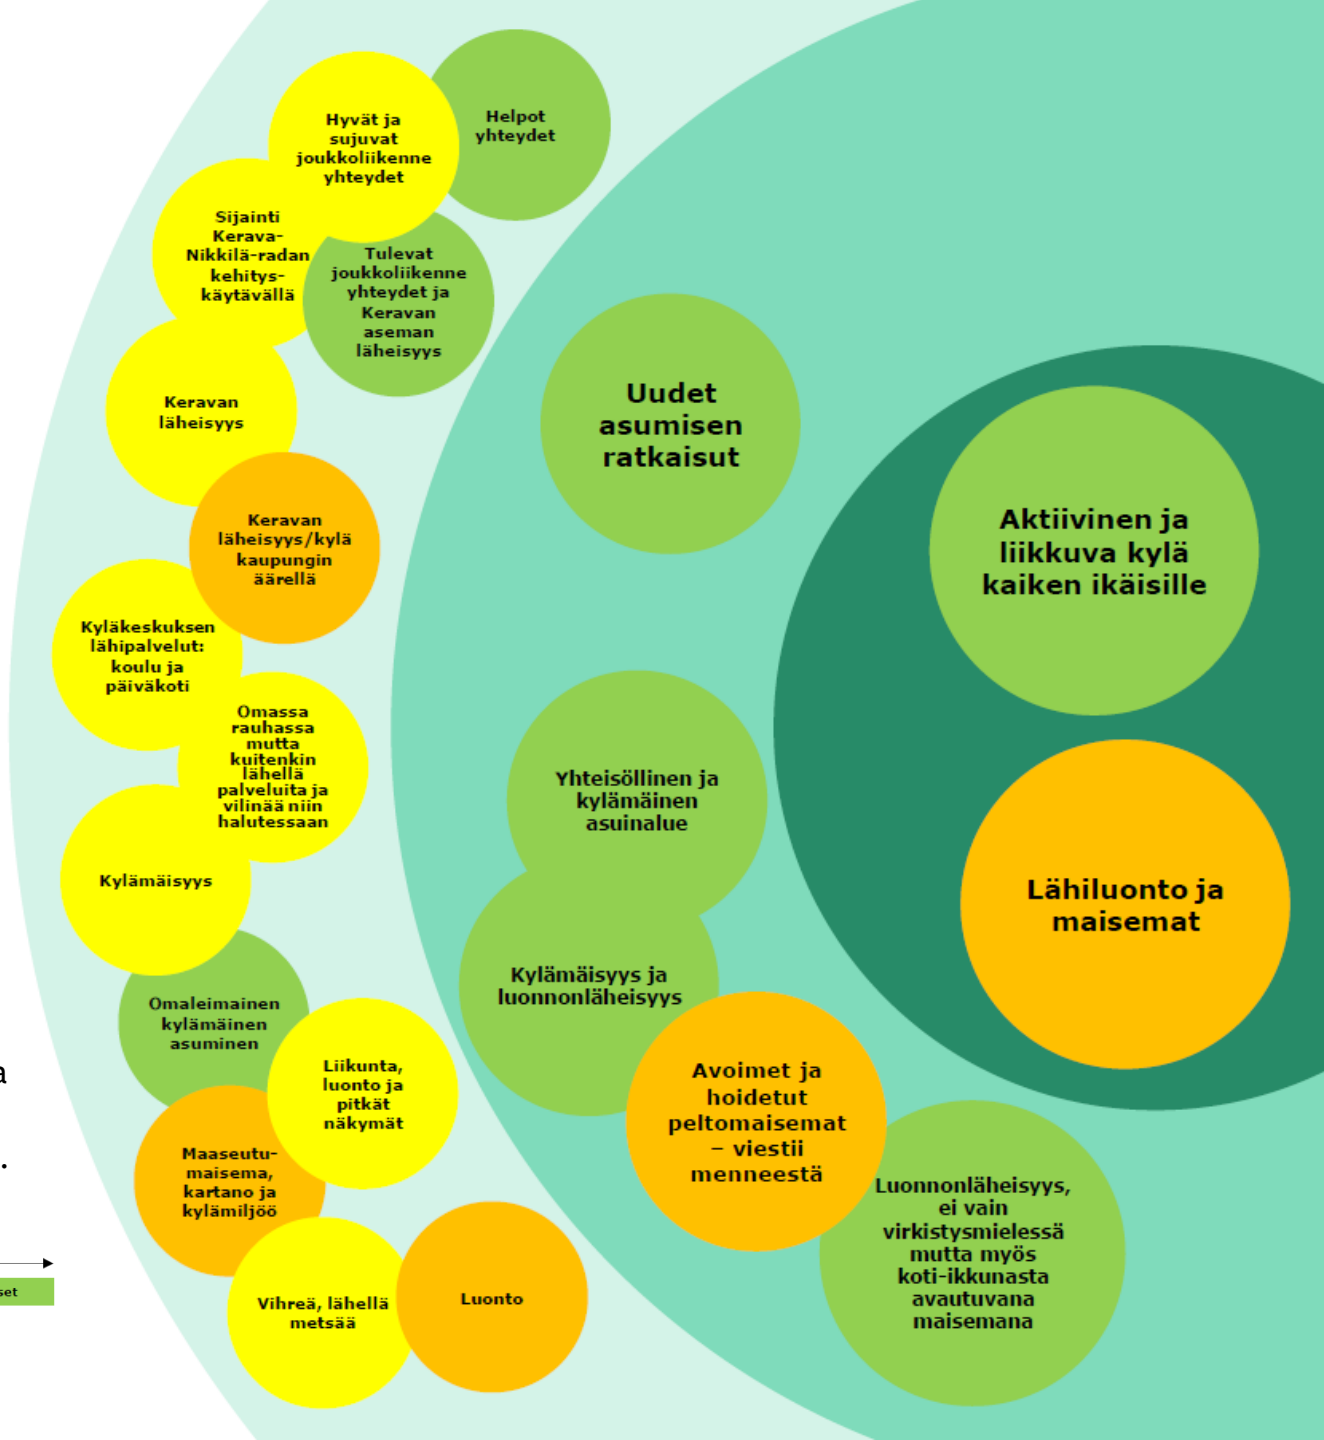 Hyvät ja
sujuvat
joukkoliikenne
yhteydet
Helpot
yhteydet
Sijainti
Kerava-
Nikkilä-radan
kehitys-
käytävällä
Tulevat
joukkoliikenne
yhteydet ja
Keravan
aseman
läheisyys
Keravan
läheisyys
Uudet
asumisen
ratkaisut
Keravan
läheisyys/kylä
kaupungin
äärellä
Aktiivinen ja
liikkuva kylä
kaiken ikäisille
Kyläkeskuksen
lähipalvelut:
koulu ja
päiväkoti
Omassa
rauhassa
mutta
kuitenkin
lähellä
palveluita ja
vilinää niin
halutessaan
Yhteisöllinen ja
kylämäinen
asuinalue
Kylämäisyys
Lähiluonto ja
maisemat
Kylämäisyys ja
luonnonläheisyys
Omaleimainen
kylämäinen
asuminen
Liikunta,
luonto ja
pitkät
näkymät
Avoimet ja
hoidetut
peltomaisemat
– viestii
menneestä
Maaseutu-
maisema,
kartano ja
kylämiljöö
Luonnonläheisyys,
ei vain
virkistysmielessä
mutta myös
koti-ikkunasta
avautuvana
maisemana
Vihreä, lähellä
metsää
Luonto